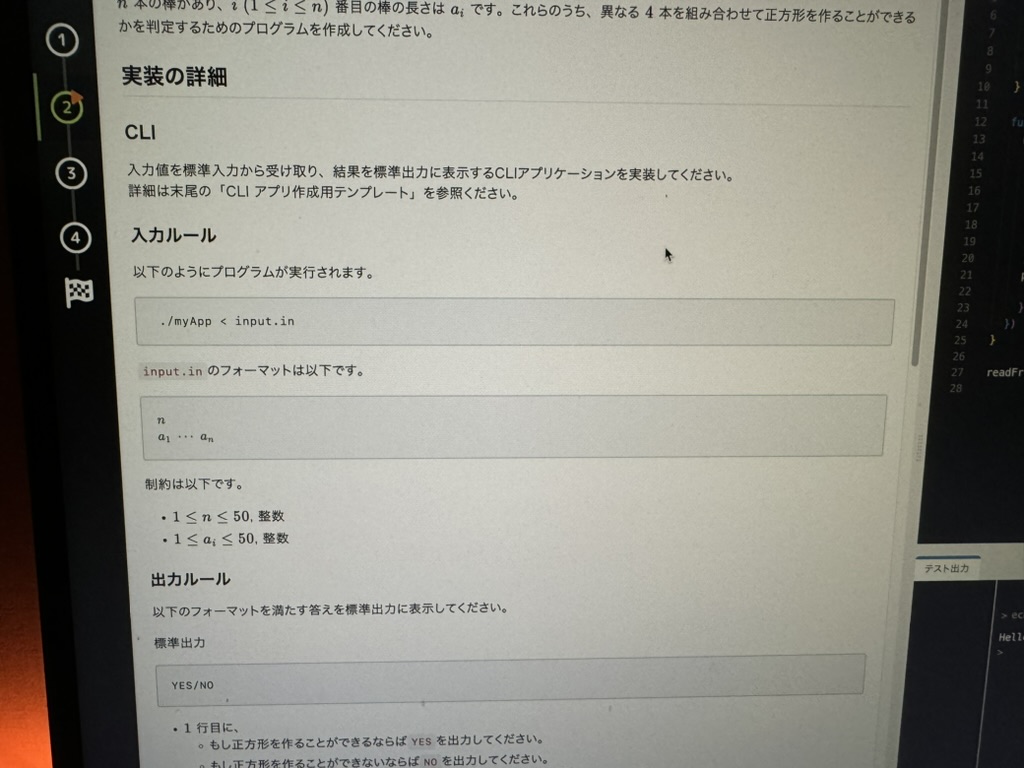 n 本の棒があり、i (1 ≤ i ≤ n) 番目の棒の長さは aᵢ です。これらのうち、異なる 4 本を組み合わせて正方形を作ることができる
かを判定するためのプログラムを作成してください。
1
2
3
4
実装の詳細
CLI
入力値を標準入力から受け取り、結果を標準出力に表示するCLIアプリケーションを実装してください。
詳細は末尾の「CLI アプリ作成用テンプレート」を参照ください。
入力ルール
以下のようにプログラムが実行されます。
./myApp < input.in
input.in のフォーマットは以下です。
n
a₁ ⋯ aₙ
制約は以下です。
• 1 ≤ n ≤ 50, 整数
• 1 ≤ aᵢ ≤ 50, 整数
出力ルール
以下のフォーマットを満たす答えを標準出力に表示してください。
標準出力
YES/NO
• 1 行目に、
◦ もし正方形を作ることができるならば YES を出力してください。
◦ もし正方形を作ることができないならば NO を出力してください。
6
7
8
9
10 }
11
12 fu
13
14
15
16
17
18
19
20
21
22
23 }
24 })
25 }
26
27 readFr
28
テスト出力
> ec
Hell
>